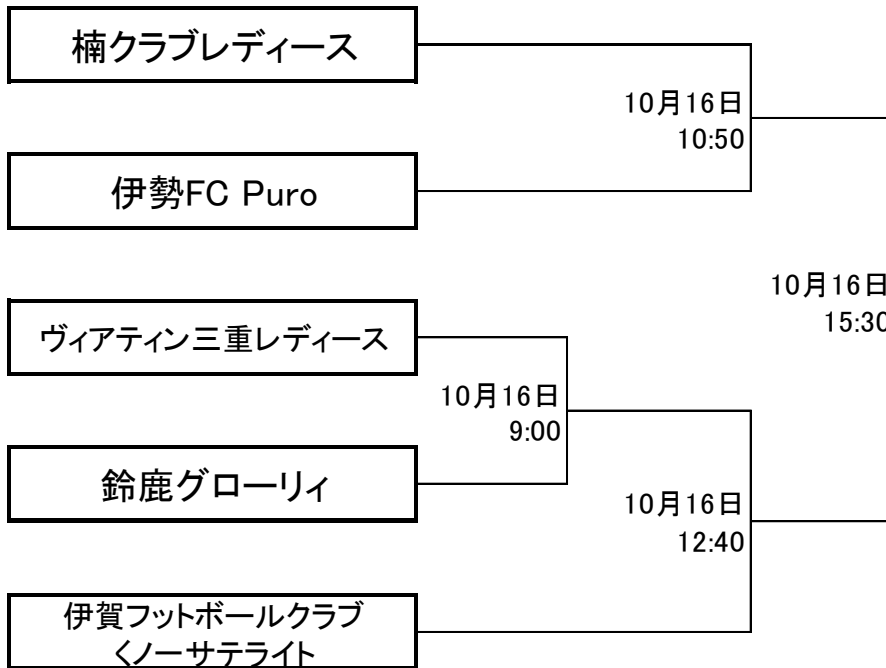 楠クラブレディース
10月16日
10:50
伊勢FC Puro
10月16日
15:30
ヴィアティン三重レディース
10月16日
9:00
鈴鹿グローリィ
10月16日
12:40
伊賀フットボールクラブ
くノーサテライト